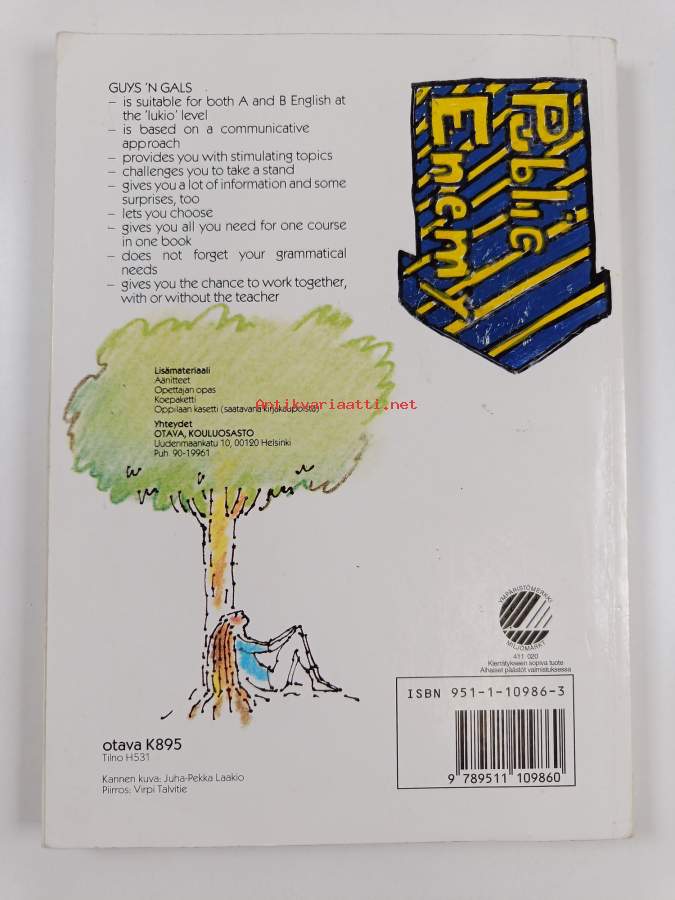 GUYS 'N GALS
– is suitable for both A and B English at
the 'lukio' level
– is based on a communicative
approach
– provides you with stimulating topics
– challenges you to take a stand
– gives you a lot of information and some
surprises, too
– lets you choose
– gives you all you need for one course
in one book
– does not forget your grammatical
needs
– gives you the chance to work together,
with or without the teacher
Public
Enemy
Lisämateriaali
Äänitteet
Opettajan opas
Koepaketti
Oppilaan kasetti (saatavana kirjakaupoista)
Antikvariaatti.net
Yhteydet
OTAVA, KOULUOSASTO
Uudenmaankatu 10, 00120 Helsinki
Puh. 90-19961
YMPÄRISTÖMERKKI
MILJÖMÄRKT
411 020
Kierrätykseen sopiva tuote
Alhaiset päästöt valmistuksessa
ISBN 951-1-10986-3
9 789511 109860
otava K895
Tilno H531
Kannen kuva: Juha-Pekka Laakio
Piirros: Virpi Talvitie